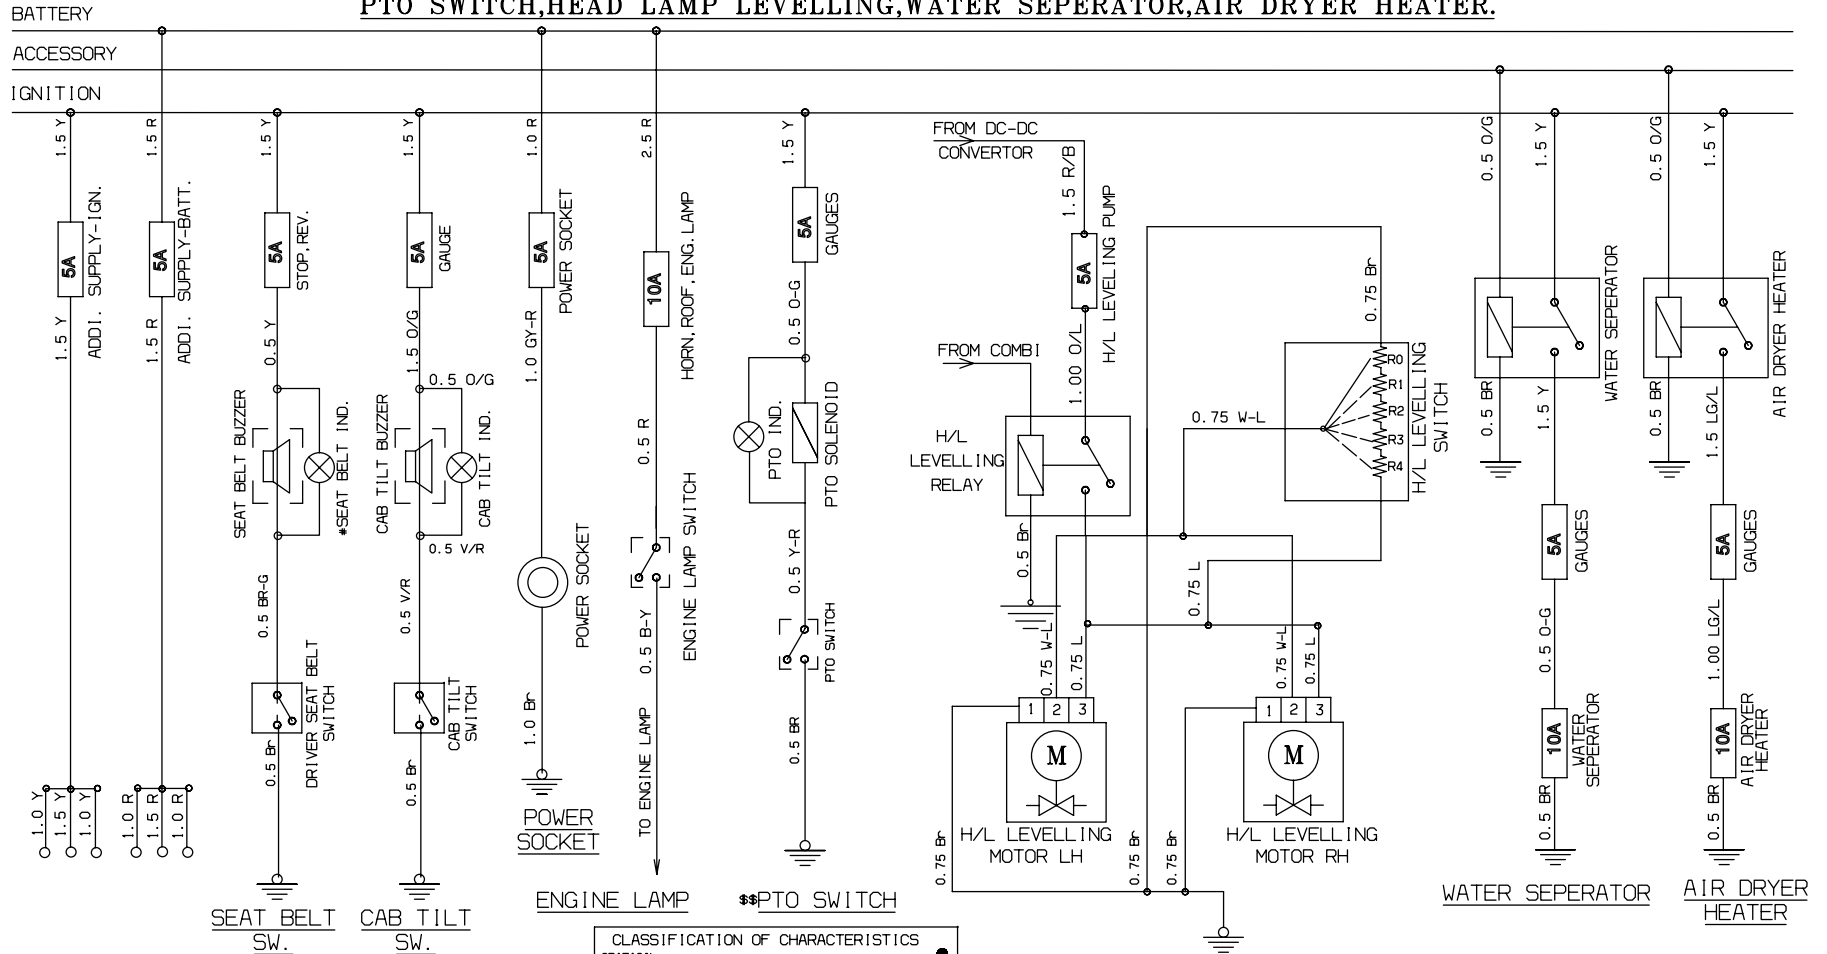 PTO SWITCH,HEAD LAMP LEVELLING,WATER SEPERATOR,AIR DRYER HEATER.
BATTERY
ACCESSORY
IGNITION
1.5 Y
5A
ADDI. SUPPLY-IGN.
1.5 Y
1.0 Y
1.5 Y
1.0 Y
1.5 R
5A
ADDI. SUPPLY-BATT.
1.5 R
1.0 R
1.5 R
1.0 R
1.5 Y
5A
STOP,REV.
0.5 Y
SEAT BELT BUZZER
*SEAT BELT IND.
0.5 BR-G
DRIVER SEAT BELT
SWITCH
0.5 Br
SEAT BELT
SW.
1.5 Y
5A
GAUGE
1.5 O/G
0.5 O/G
CAB TILT BUZZER
CAB TILT IND.
0.5 V/R
0.5 V/R
CAB TILT
SWITCH
0.5 Br
CAB TILT
SW.
1.0 R
5A
POWER SOCKET
1.0 GY-R
POWER SOCKET
1.0 Br
POWER
SOCKET
2.5 R
10A
HORN,ROOF,ENG.LAMP
0.5 R
ENGINE LAMP SWITCH
0.5 B-Y
TO ENGINE LAMP
ENGINE LAMP
1.5 Y
5A
GAUGES
0.5 O-G
PTO IND.
PTO SOLENOID
0.5 Y-R
PTO SWITCH
0.5 BR
$$PTO SWITCH
FROM DC-DC
CONVERTOR
1.5 R/B
5A
H/L LEVELING PUMP
1.00 O/L
FROM COMBI
H/L
LEVELLING
RELAY
0.5 Br
0.75 Br
R0
R1
R2
R3
R4
H/L LEVELLING
SWITCH
0.75 W-L
0.75 L
0.75 W-L
0.75 L
0.75 W-L
0.75 L
1 2 3
M
H/L LEVELLING
MOTOR LH
1 2 3
M
H/L LEVELLING
MOTOR RH
0.75 Br
0.75 Br
0.75 Br
0.5 O/G
1.5 Y
WATER SEPERATOR
0.5 BR
1.5 Y
5A
GAUGES
0.5 O-G
10A
WATER
SEPERATOR
0.5 BR
WATER SEPERATOR
0.5 O/G
1.5 Y
AIR DRYER HEATER
0.5 BR
1.5 LG/L
5A
GAUGES
1.00 LG/L
10A
AIR DRYER
HEATER
0.5 BR
AIR DRYER
HEATER
CLASSIFICATION OF CHARACTERISTICS